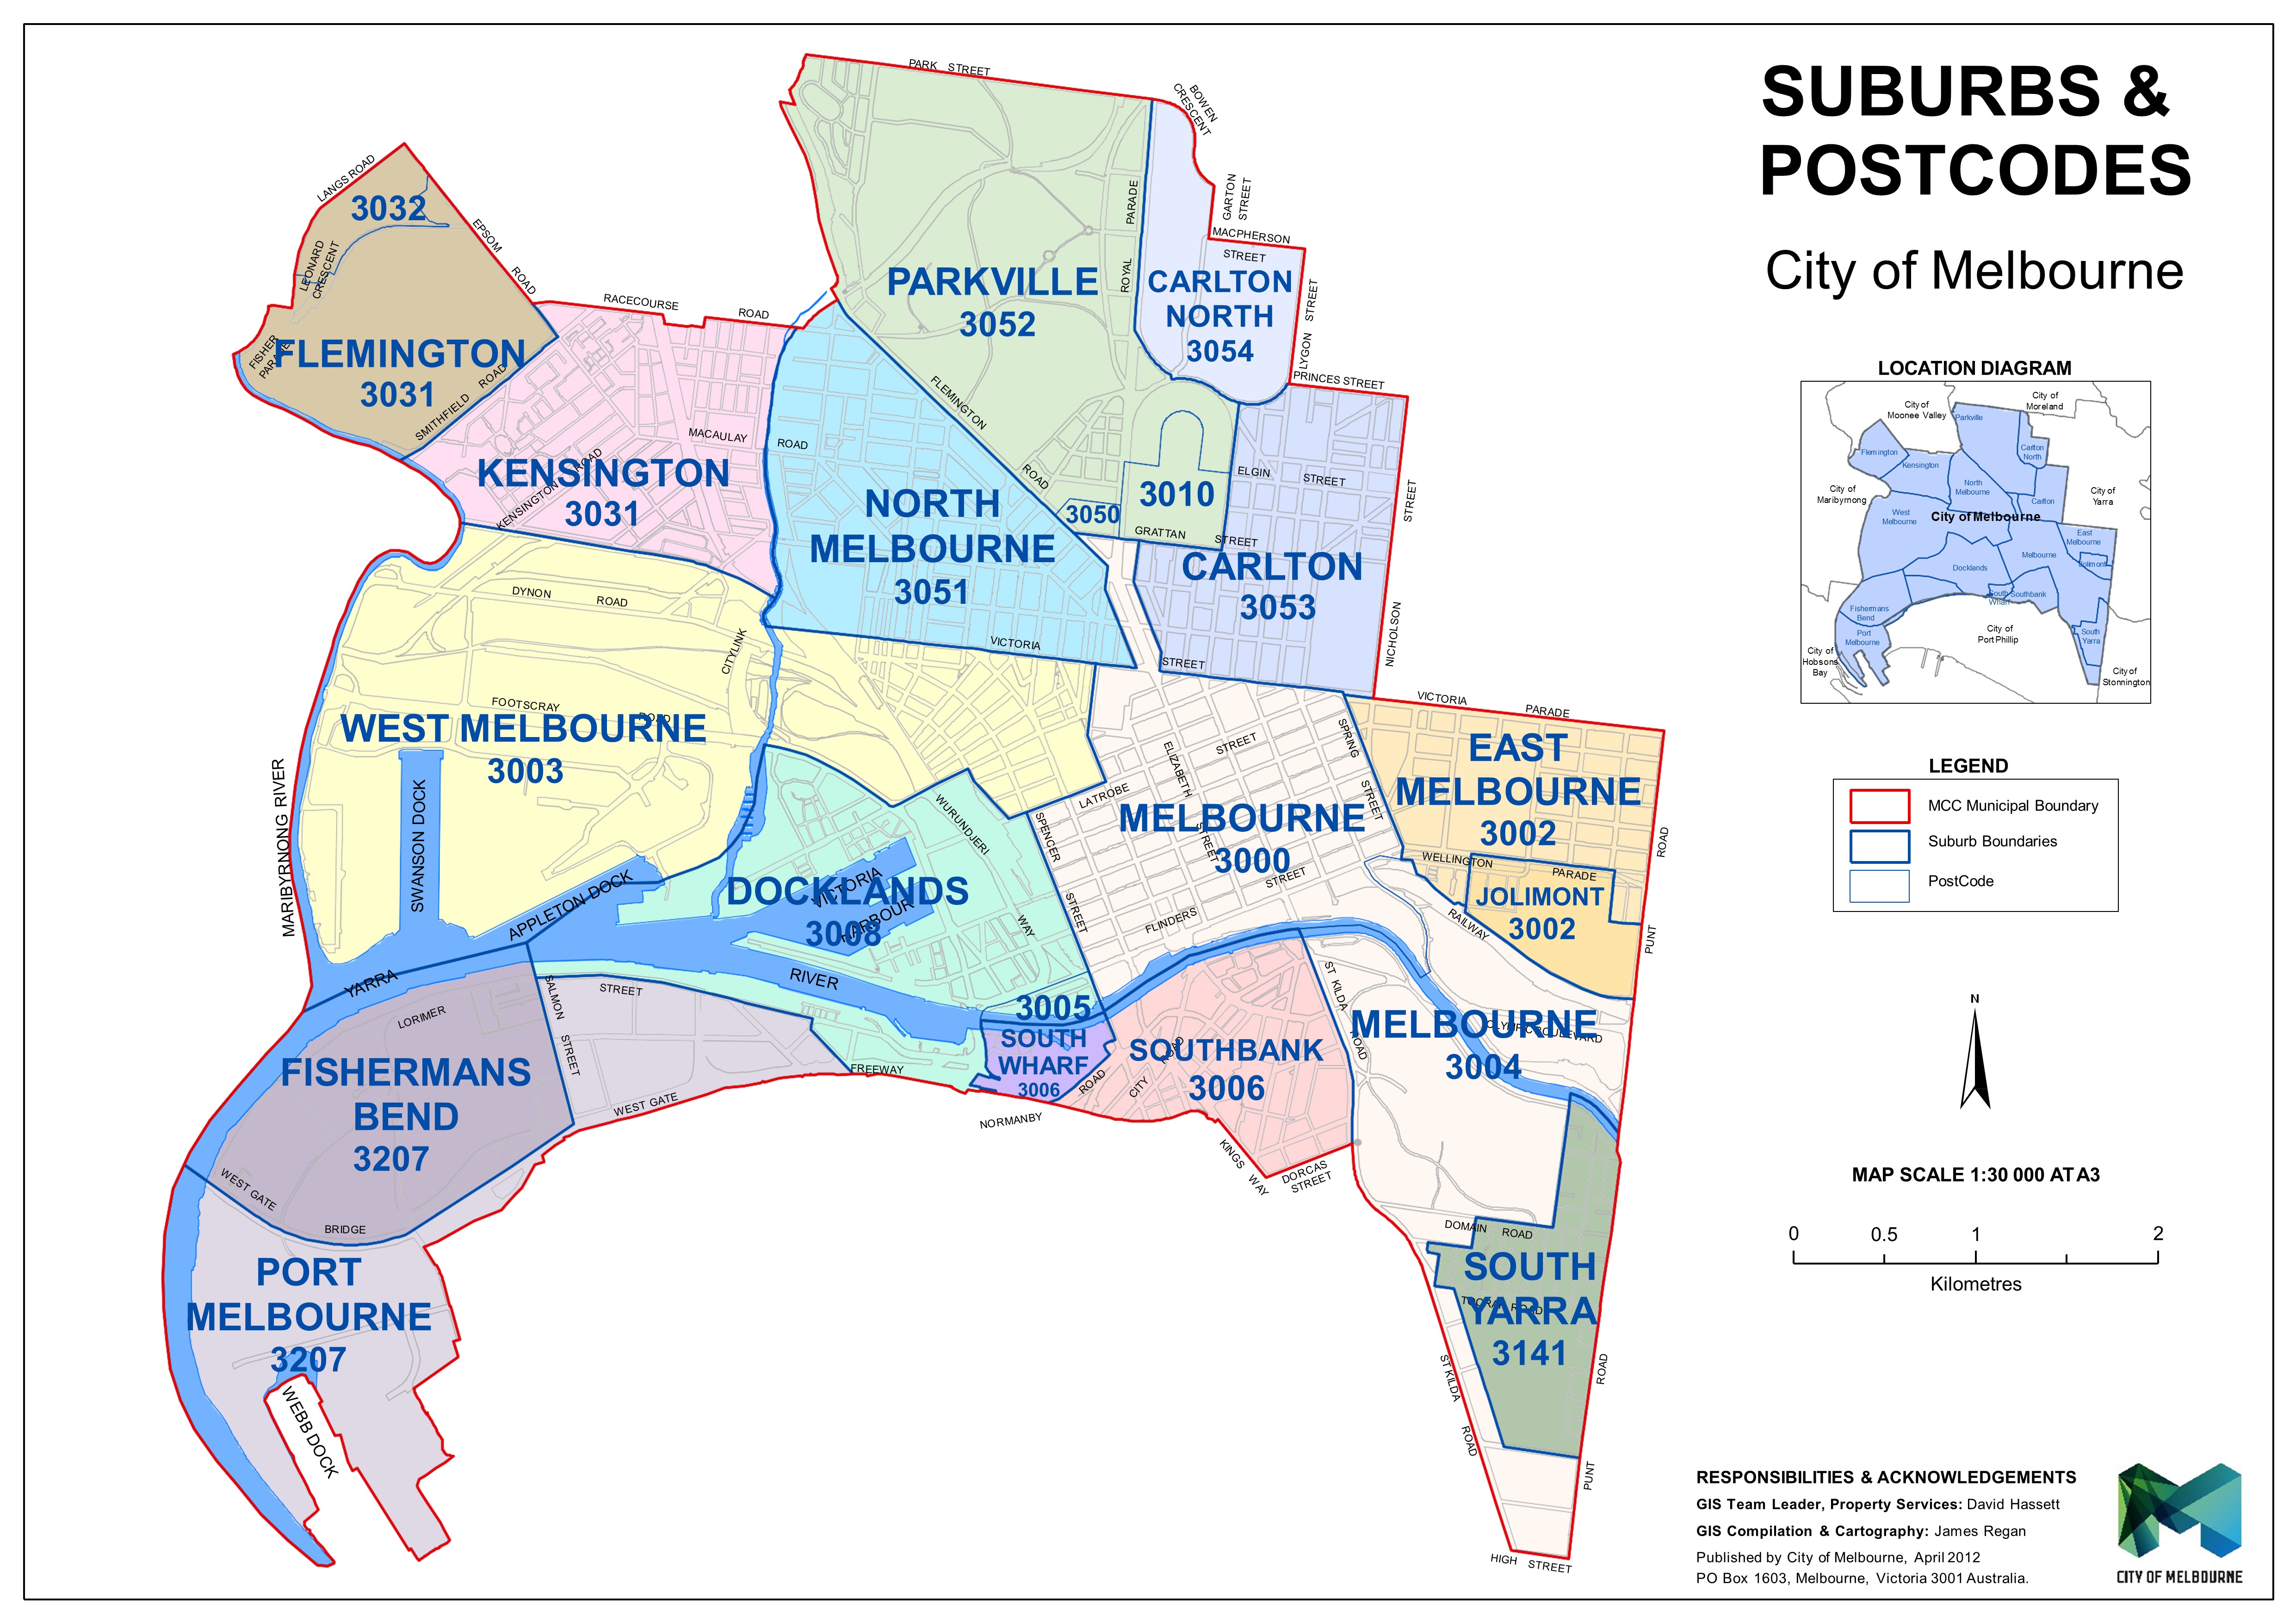 SUBURBS &
POSTCODES
City of Melbourne
PARK STREET
BOWEN
CRESCENT
GARTON
STREET
MACPHERSON
STREET
LANGS ROAD
3032
EPSOM
ROAD
LEONARD
CRESCENT
FISHER
PARADE
FLEMINGTON
3031
SMITHFIELD ROAD
RACECOURSE ROAD
PARKVILLE
3052
ROYAL PARADE
CARLTON
NORTH
3054
LYGON STREET
PRINCES STREET
FLEMINGTON
ROAD
MACAULAY
ROAD
KENSINGTON
3031
KENSINGTON ROAD
NORTH
MELBOURNE
3051
3050
3010
GRATTAN
STREET
ELGIN STREET
CARLTON
3053
STREET
NICHOLSON
DYNON ROAD
CITYLINK
VICTORIA
STREET
VICTORIA PARADE
FOOTSCRAY
ROAD
WEST MELBOURNE
3003
MARIBYRNONG RIVER
SWANSON DOCK
APPLETON DOCK
WURUNDJERI
WAY
SPENCER
STREET
LATROBE
STREET
ELIZABETH
STREET
SPRING
STREET
MELBOURNE
3000
FLINDERS
STREET
EAST
MELBOURNE
3002
WELLINGTON
PARADE
JOLIMONT
3002
RAILWAY
PUNT
ROAD
DOCKLANDS
3008
VICTORIA
HARBOUR
YARRA
RIVER
LORIMER
STREET
SALMON
STREET
3005
SOUTH
WHARF
3006
FREEWAY
WEST GATE
NORMANBY
ROAD
CITY
ROAD
SOUTHBANK
3006
KINGS
WAY
DORCAS
STREET
ST KILDA
ROAD
MELBOURNE
3004
OLYMPIC BOULEVARD
FISHERMANS
BEND
3207
WEST GATE
BRIDGE
PORT
MELBOURNE
3207
WEBB DOCK
DOMAIN ROAD
SOUTH
YARRA
3141
TOORAK ROAD
ST KILDA
ROAD
ROAD
PUNT
HIGH STREET
LOCATION DIAGRAM
City of
Moonee Valley
City of
Moreland
Parkville
Flemington
Kensington
Carlton
North
City of
Maribyrnong
North
Melbourne
Carlton
City of
Yarra
West
Melbourne
City of Melbourne
East
Melbourne
Melbourne
Jolimont
Docklands
South
Wharf
Southbank
Fishermans
Bend
Port
Melbourne
City of
Port Phillip
South
Yarra
City of
Hobsons
Bay
City of
Stonnington
LEGEND
MCC Municipal Boundary
Suburb Boundaries
PostCode
N
MAP SCALE 1:30 000 AT A3
0 0.5 1 2
Kilometres
RESPONSIBILITIES & ACKNOWLEDGEMENTS
GIS Team Leader, Property Services: David Hassett
GIS Compilation & Cartography: James Regan
Published by City of Melbourne, April 2012
PO Box 1603, Melbourne, Victoria 3001 Australia.
CITY OF MELBOURNE